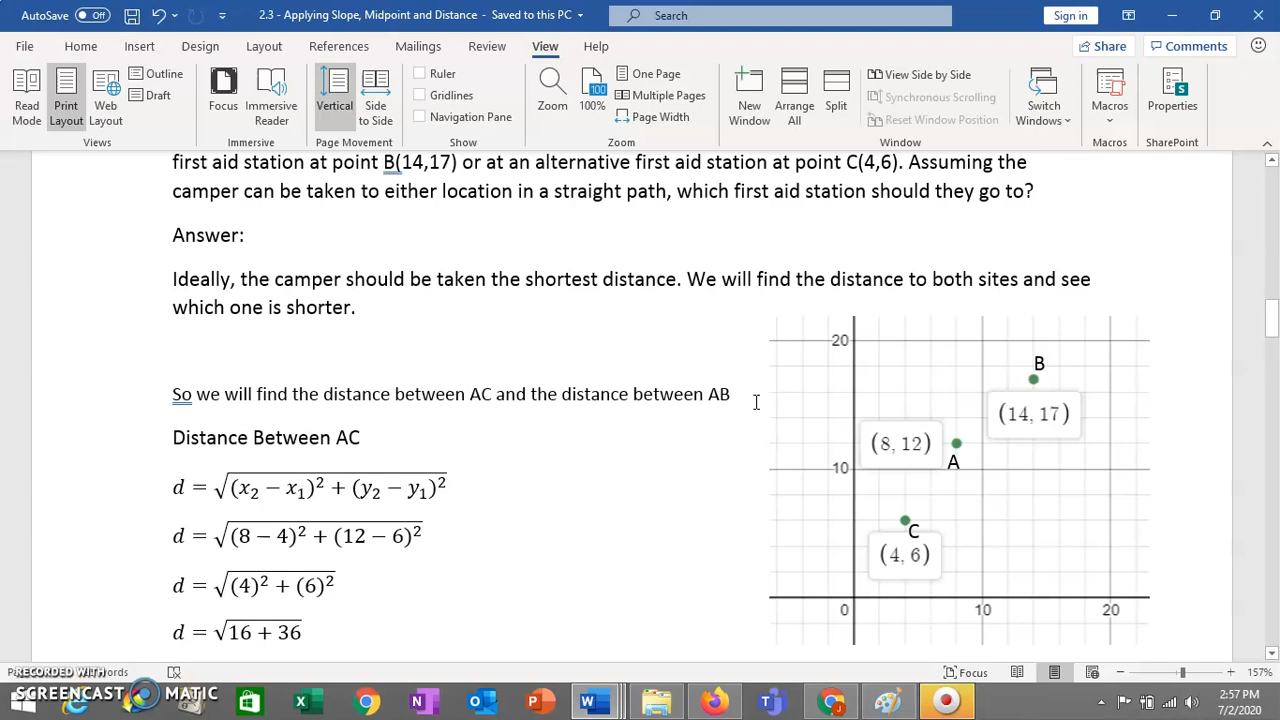 AutoSave Off 2.3 - Applying Slope, Midpoint and Distance - Saved to this PC Search Sign in
File Home Insert Design Layout References Mailings Review View Help Share Comments
Read Mode Print Layout Web Layout Outline Draft Focus Immersive Reader Vertical Side to Side Ruler Gridlines Navigation Pane Zoom 100 100% One Page Multiple Pages Page Width New Window Arrange All Split View Side by Side Synchronous Scrolling Reset Window Position Switch Windows Macros Properties
Views Immersive Page Movement Show Zoom Window Macros SharePoint
first aid station at point B(14,17) or at an alternative first aid station at point C(4,6). Assuming the
camper can be taken to either location in a straight path, which first aid station should they go to?
Answer:
Ideally, the camper should be taken the shortest distance. We will find the distance to both sites and see
which one is shorter.
So we will find the distance between AC and the distance between AB
Distance Between AC
d = √(x₂ − x₁)² + (y₂ − y₁)²
d = √(8 − 4)² + (12 − 6)²
d = √(4)² + (6)²
d = √16 + 36
20
B
(14, 17)
(8, 12)
A
10
C
(4, 6)
0 10 20
RECORDED WITH
SCREENCAST MATIC
Focus 157%
2:57 PM
7/2/2020